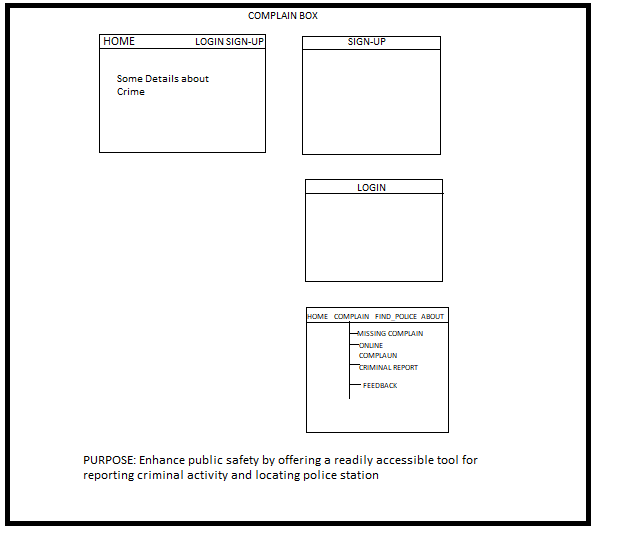 COMPLAIN BOX
HOME LOGIN SIGN-UP
Some Details about
Crime
SIGN-UP
LOGIN
HOME COMPLAIN FIND_POLICE ABOUT
MISSING COMPLAIN
ONLINE
COMPLAUN
CRIMINAL REPORT
FEEDBACK
PURPOSE: Enhance public safety by offering a readily accessible tool for
reporting criminal activity and locating police station